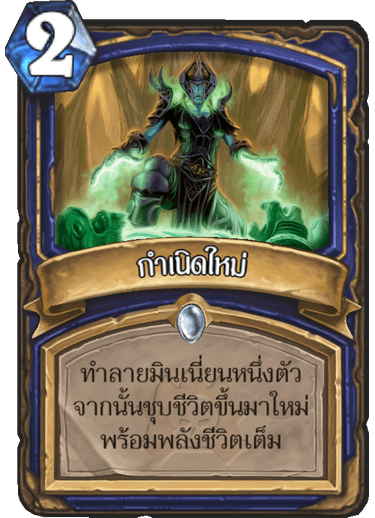 2
กำเนิดใหม่
ทำลายมินเนี่ยนหนึ่งตัว
จากนั้นชุบชีวิตขึ้นมาใหม่
พร้อมพลังชีวิตเต็ม